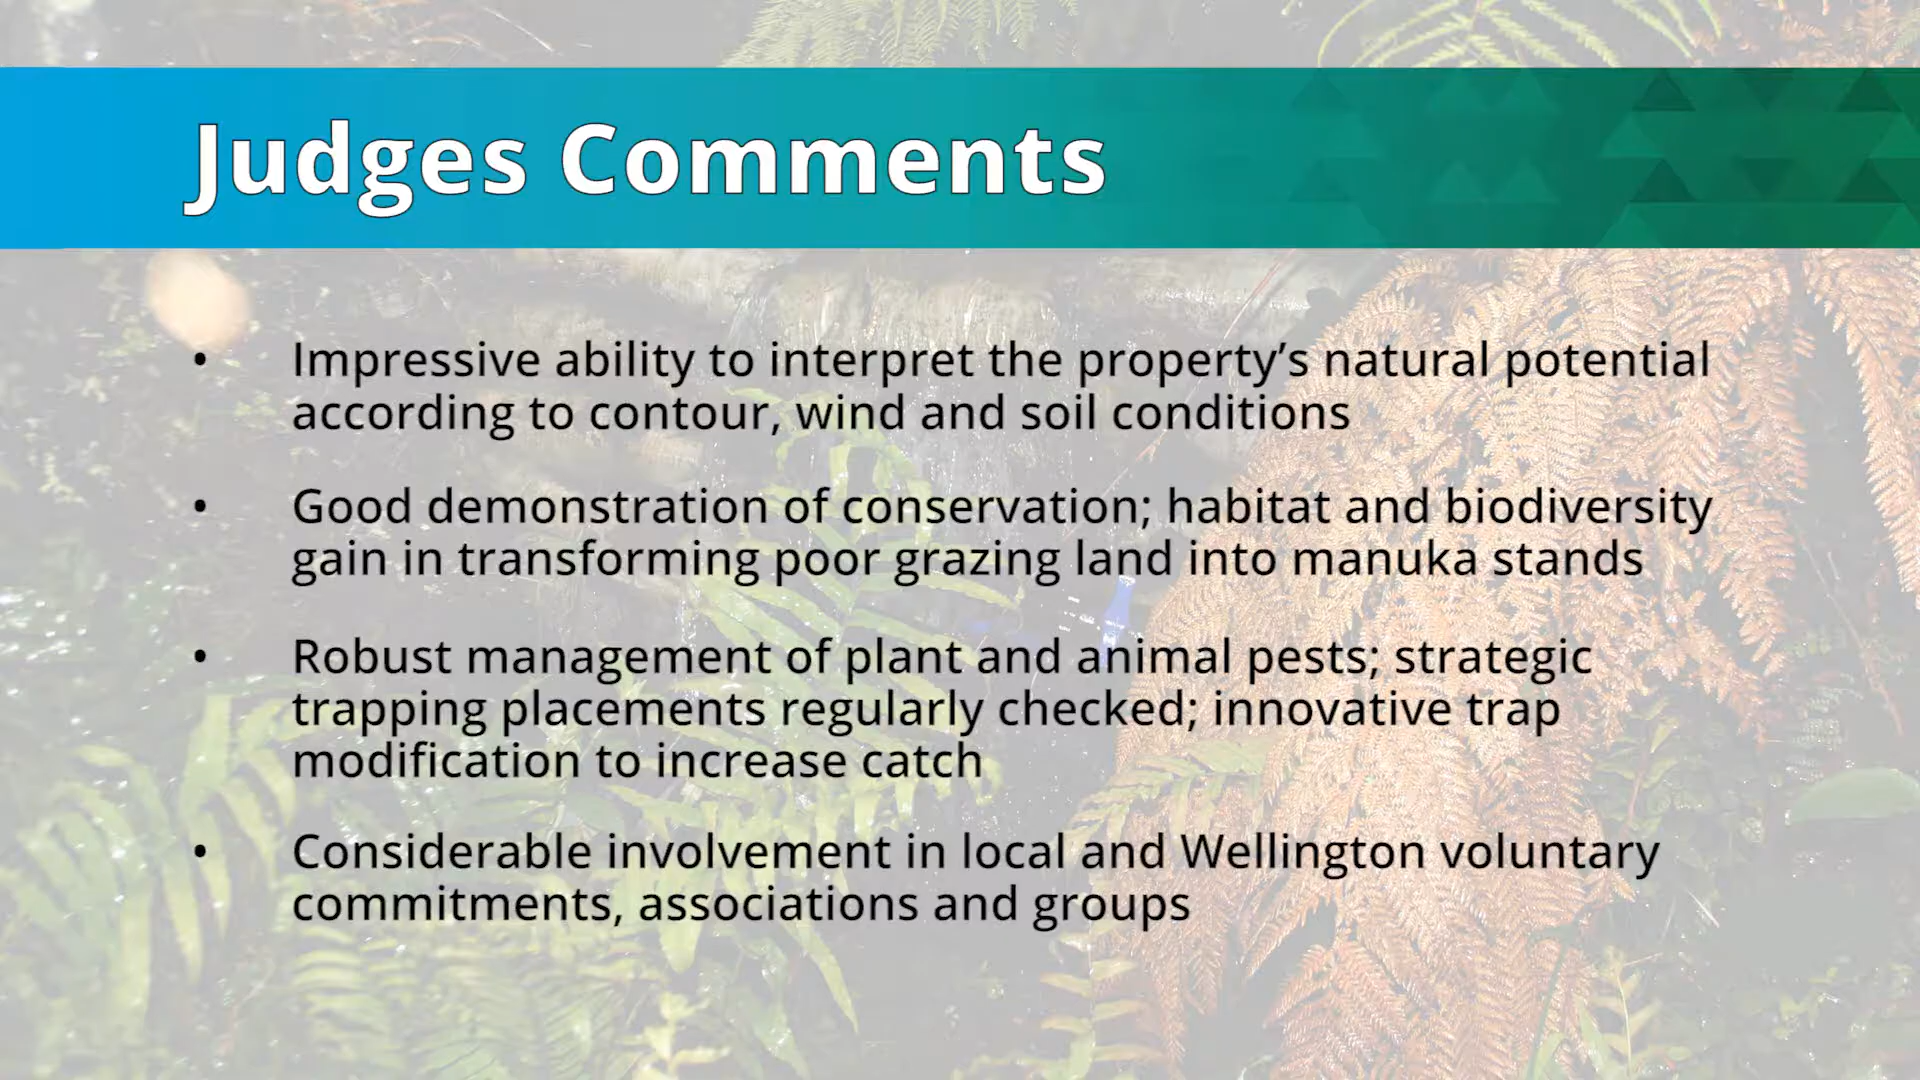 Judges Comments
• Impressive ability to interpret the property’s natural potential
according to contour, wind and soil conditions
• Good demonstration of conservation; habitat and biodiversity
gain in transforming poor grazing land into manuka stands
• Robust management of plant and animal pests; strategic
trapping placements regularly checked; innovative trap
modification to increase catch
• Considerable involvement in local and Wellington voluntary
commitments, associations and groups